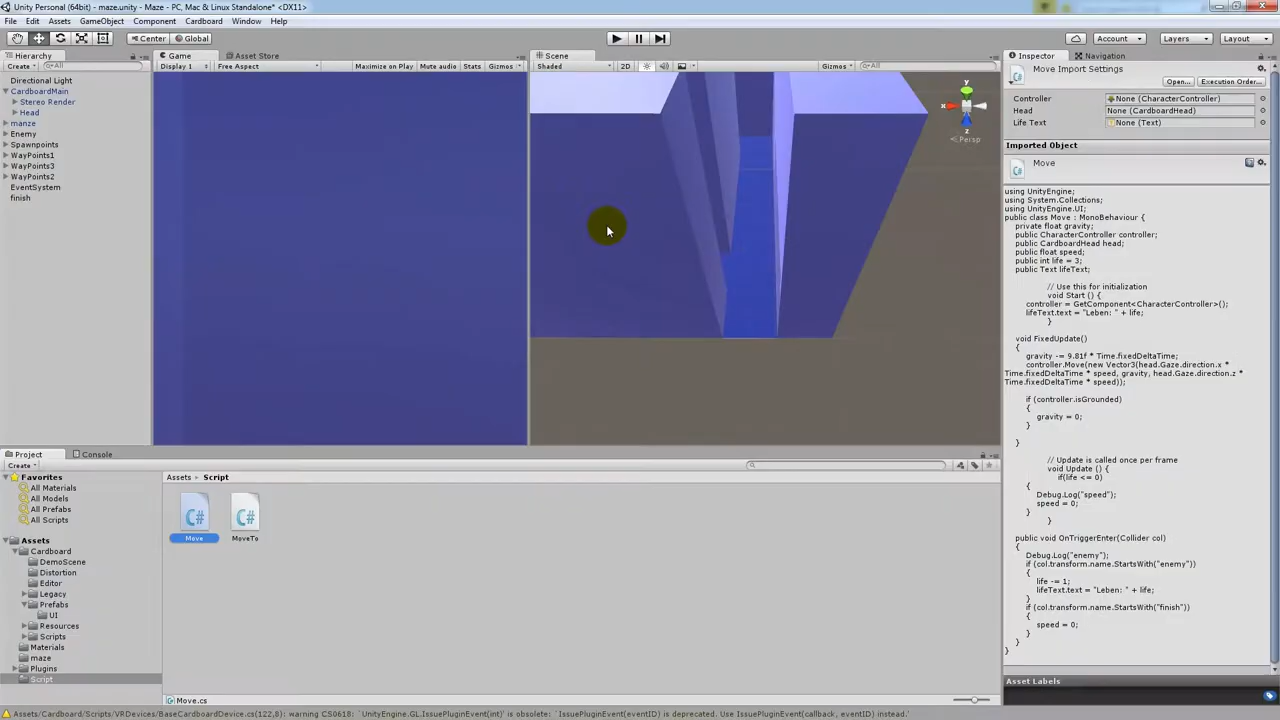 Unity Personal (64bit) - maze.unity - Maze - PC, Mac & Linux Standalone* <DX11>
File Edit Assets GameObject Component Cardboard Window Help
Center Global Account Layers Layout
Hierarchy
Create All
Directional Light
CardboardMain
Stereo Render
Head
manze
Enemy
Spawnpoints
WayPoints1
WayPoints3
WayPoints2
EventSystem
finish
Game Asset Store
Display 1 Free Aspect Maximize on Play Mute audio Stats Gizmos
Scene
Shaded 2D Gizmos All
y
x
z
Persp
Inspector Navigation
Move Import Settings
Open... Execution Order...
Controller None (CharacterController)
Head None (CardboardHead)
Life Text None (Text)
Imported Object
Move
using UnityEngine;
using System.Collections;
using UnityEngine.UI;
public class Move : MonoBehaviour {
private float gravity;
public CharacterController controller;
public CardboardHead head;
public float speed;
public int life = 3;
public Text lifeText;
// Use this for initialization
void Start () {
controller = GetComponent<CharacterController>();
lifeText.text = "Leben: " + life;
}
void FixedUpdate()
{
gravity -= 9.81f * Time.fixedDeltaTime;
controller.Move(new Vector3(head.Gaze.direction.x *
Time.fixedDeltaTime * speed, gravity, head.Gaze.direction.z *
Time.fixedDeltaTime * speed));
if (controller.isGrounded)
{
gravity = 0;
}
}
// Update is called once per frame
void Update () {
if(life <= 0)
{
Debug.Log("speed");
speed = 0;
}
}
public void OnTriggerEnter(Collider col)
{
Debug.Log("enemy");
if (col.transform.name.StartsWith("enemy"))
{
life -= 1;
lifeText.text = "Leben: " + life;
}
if (col.transform.name.StartsWith("finish"))
{
speed = 0;
}
}
}
Asset Labels
Project Console
Create
Favorites
All Materials
All Models
All Prefabs
All Scripts
Assets
Cardboard
DemoScene
Distortion
Editor
Legacy
Prefabs
UI
Resources
Scripts
Materials
maze
Plugins
Script
Assets Script
C# C#
Move MoveTo
Move.cs
Assets/Cardboard/Scripts/VRDevices/BaseCardboardDevice.cs(122,8): warning CS0618: `UnityEngine.GL.IssuePluginEvent(int)' is obsolete: `IssuePluginEvent(eventID) is deprecated. Use IssuePluginEvent(callback, eventID) instead.'